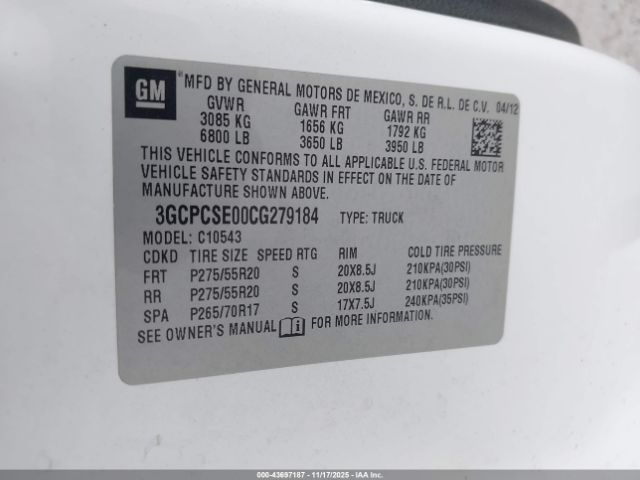 GM
®MFD BY GENERAL MOTORS DE MEXICO, S. DE R.L. DE C.V. 04/12
GVWR GAWR FRT GAWR RR
3085 KG 1656 KG 1792 KG
6800 LB 3650 LB 3950 LB
THIS VEHICLE CONFORMS TO ALL APPLICABLE U.S. FEDERAL MOTOR
VEHICLE SAFETY STANDARDS IN EFFECT ON THE DATE OF
MANUFACTURE SHOWN ABOVE.
3GCPCSE00CG279184 TYPE: TRUCK
MODEL: C10543
CDKD TIRE SIZE SPEED RTG RIM COLD TIRE PRESSURE
FRT P275/55R20 S 20X8.5J 210KPA(30PSI)
RR P275/55R20 S 20X8.5J 210KPA(30PSI)
SPA P265/70R17 S 17X7.5J 240KPA(35PSI)
SEE OWNER'S MANUAL FOR MORE INFORMATION.
000-43697187 - 11/17/2025 - COPYRIGHT IAA, LLC.